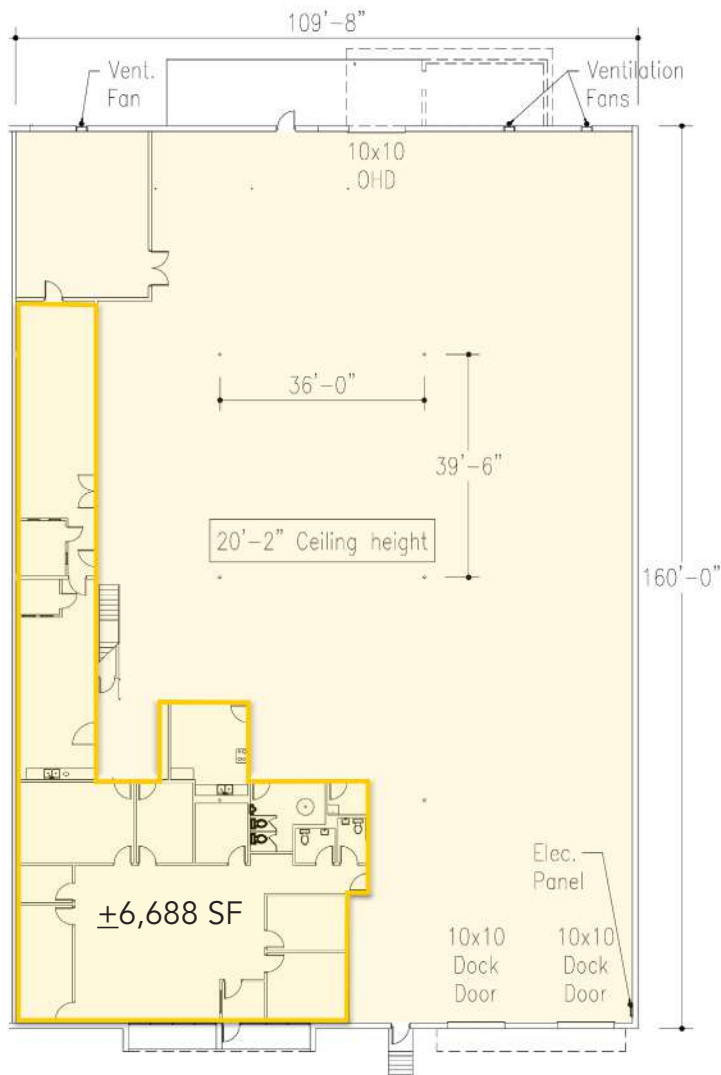 109'-8"
Vent.
Fan
Ventilation
Fans
10x10
OHD
36'-0"
39'-6"
20'-2" Ceiling height
160'-0"
Elec.
Panel
±6,688 SF
10x10
Dock
Door
10x10
Dock
Door